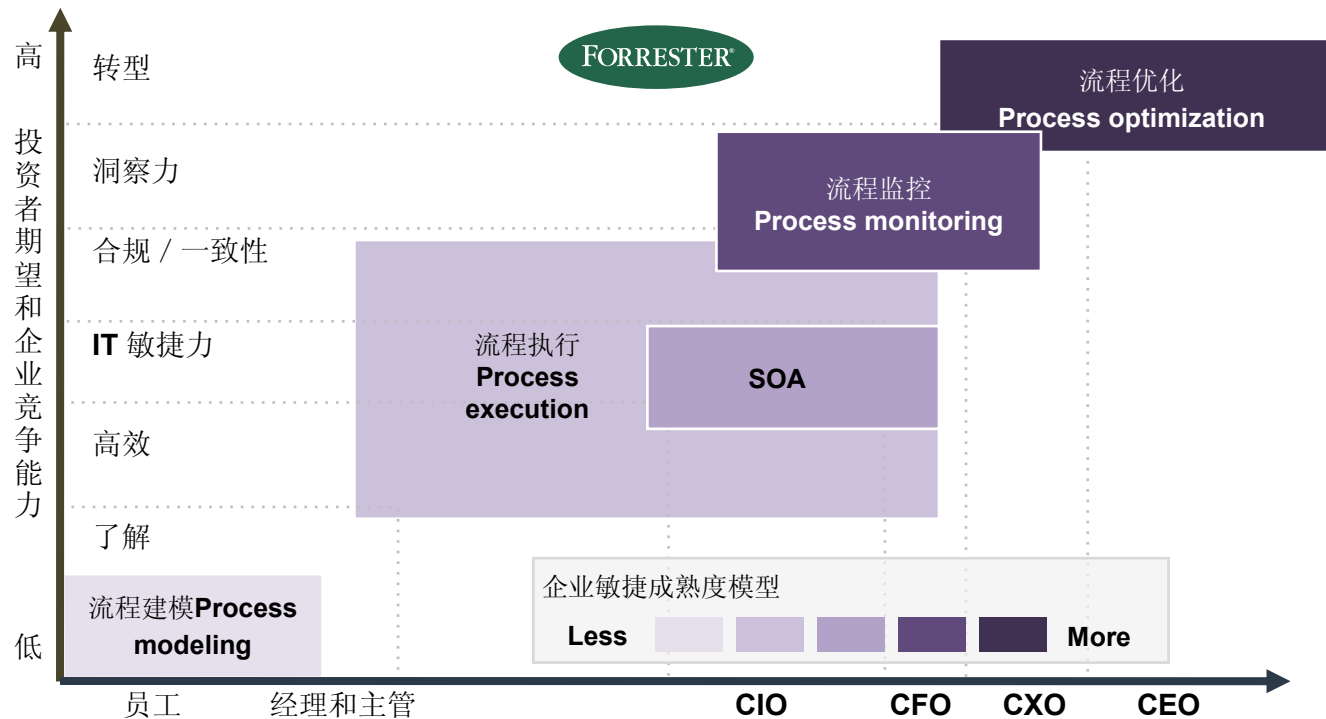 高
投资者期望和企业竞争能力
低
转型
洞察力
合规 / 一致性
IT 敏捷力
高效
了解
FORRESTER®
流程优化
Process optimization
流程监控
Process monitoring
流程执行
Process
execution
SOA
流程建模Process
modeling
企业敏捷成熟度模型
Less
More
员工
经理和主管
CIO
CFO
CXO
CEO